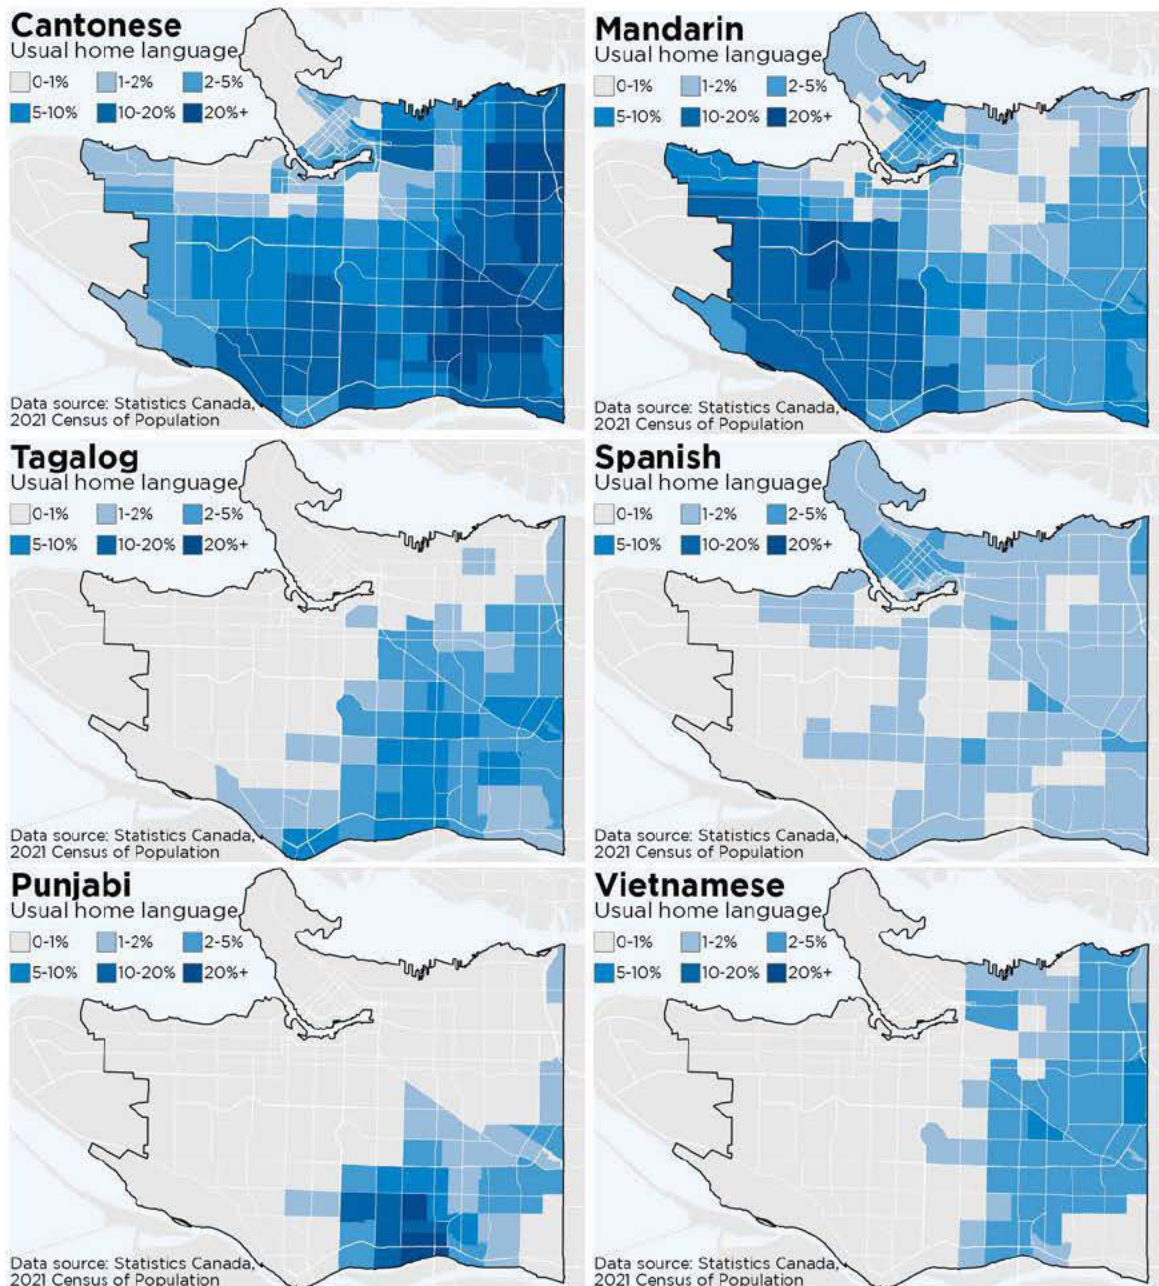 Cantonese
Usual home language
0-1% 1-2% 2-5%
5-10% 10-20% 20%+
Data source: Statistics Canada,
2021 Census of Population
Mandarin
Usual home language
0-1% 1-2% 2-5%
5-10% 10-20% 20%+
Data source: Statistics Canada,
2021 Census of Population
Tagalog
Usual home language
0-1% 1-2% 2-5%
5-10% 10-20% 20%+
Data source: Statistics Canada,
2021 Census of Population
Spanish
Usual home language
0-1% 1-2% 2-5%
5-10% 10-20% 20%+
Data source: Statistics Canada,
2021 Census of Population
Punjabi
Usual home language
0-1% 1-2% 2-5%
5-10% 10-20% 20%+
Data source: Statistics Canada,
2021 Census of Population
Vietnamese
Usual home language
0-1% 1-2% 2-5%
5-10% 10-20% 20%+
Data source: Statistics Canada,
2021 Census of Population